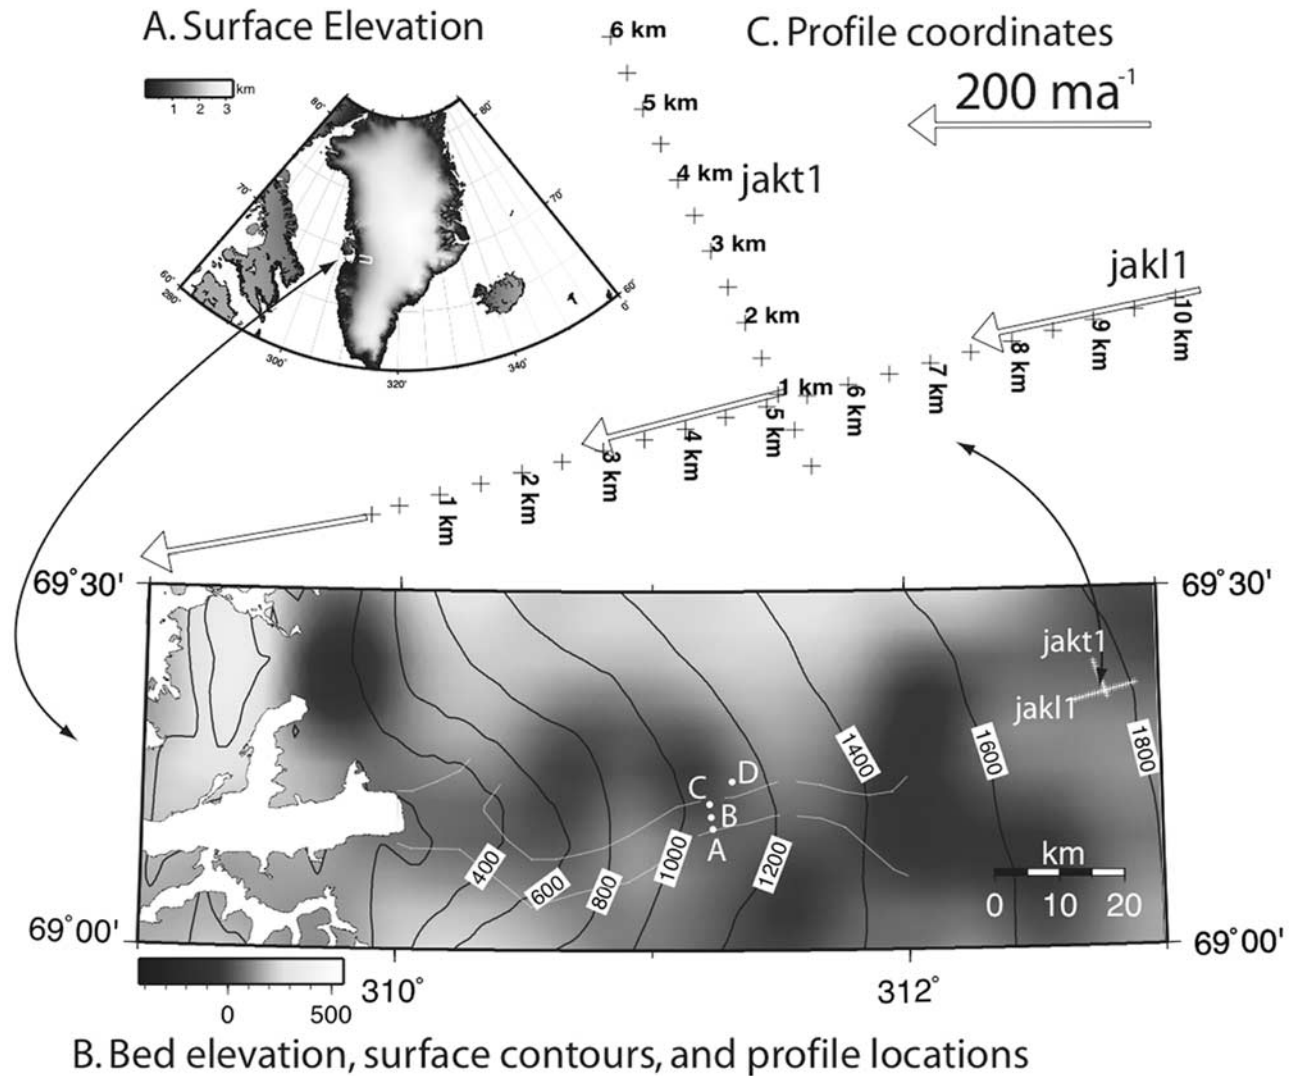 A. Surface Elevation
6 km
C. Profile coordinates
km
1 2 3
80°
80°
5 km
200 ma⁻¹
70°
70°
4 km jakt1
3 km
jakl1
60°
280°
60°
0°
2 km
300°
320°
340°
1 km
10 km
9 km
8 km
7 km
6 km
5 km
4 km
3 km
2 km
1 km
69°30'
69°30'
jakt1
jakl1
1400
1600
1800
D
C
B
A
400
600
800
1000
1200
km
0 10 20
69°00'
69°00'
0 500
310°
312°
B. Bed elevation, surface contours, and profile locations